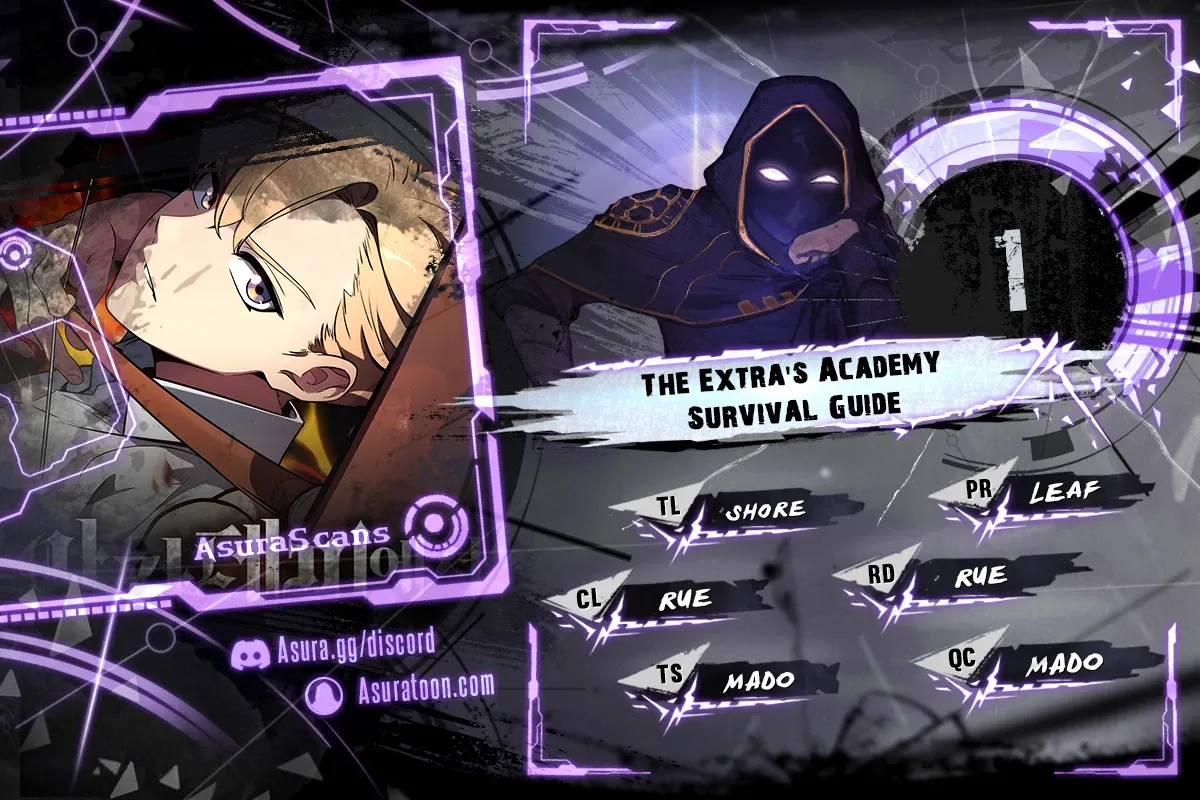 1
The Extra's Academy
Survival Guide
TL SHORE
PR LEAF
CL RUE
RD RUE
TS MADO
QC MADO
AsuraScans
Asura.gg/discord
Asuratoon.com